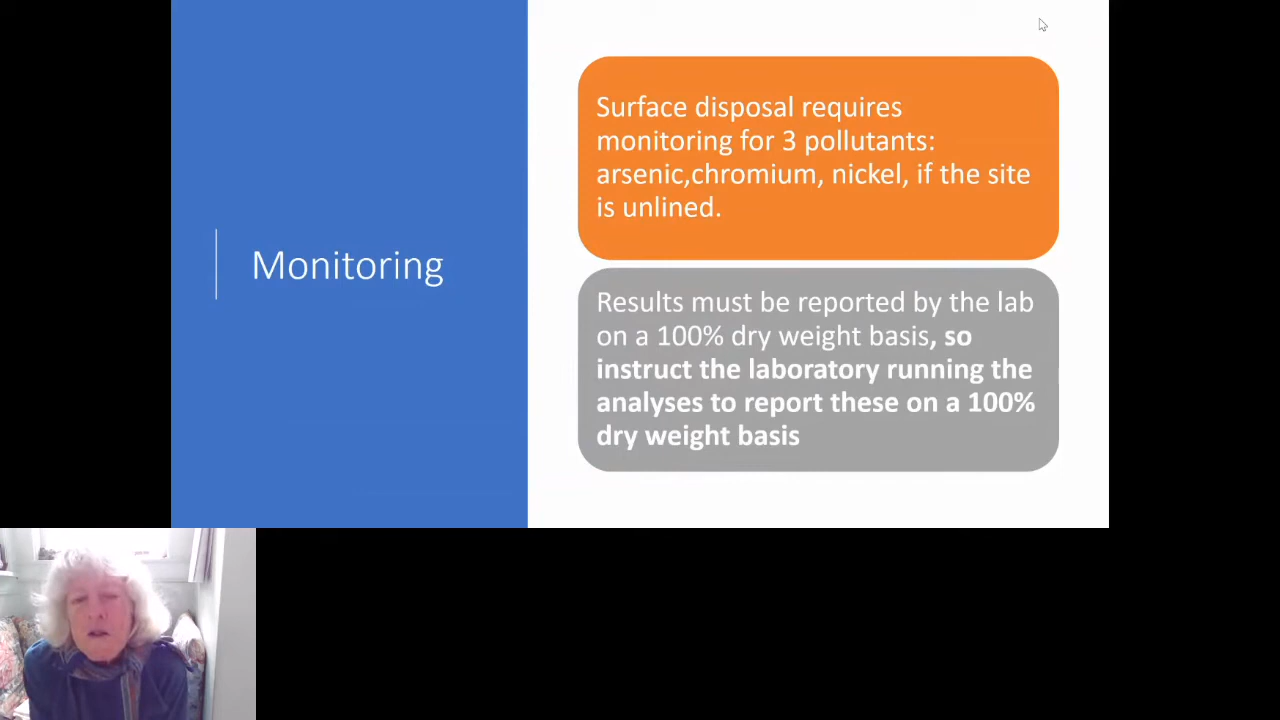 Monitoring
Surface disposal requires
monitoring for 3 pollutants:
arsenic,chromium, nickel, if the site
is unlined.
Results must be reported by the lab
on a 100% dry weight basis, so
instruct the laboratory running the
analyses to report these on a 100%
dry weight basis